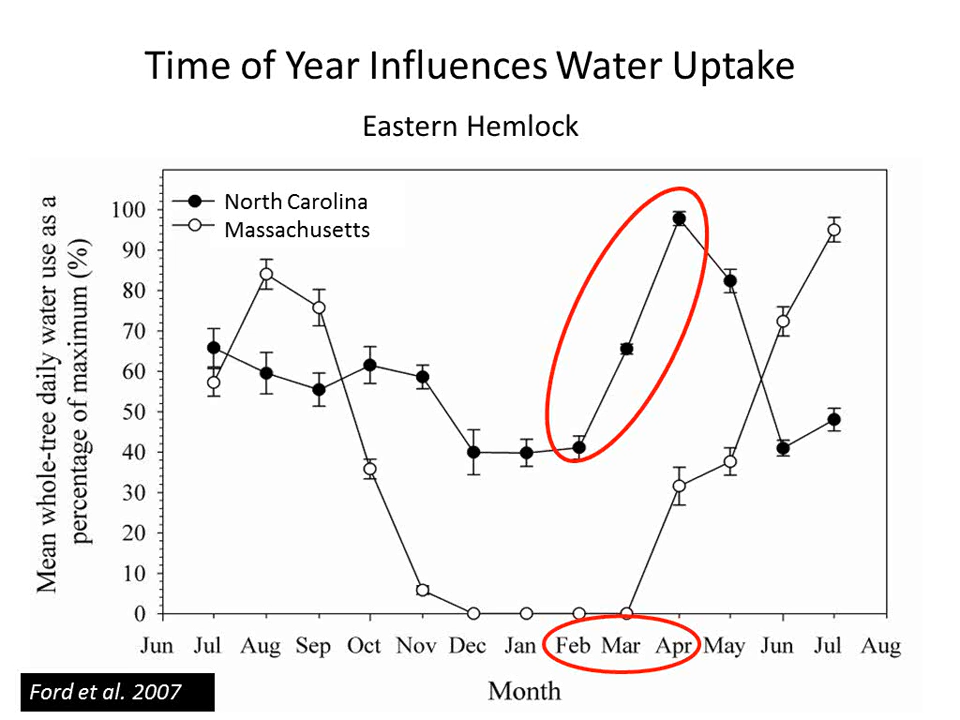 Time of Year Influences Water Uptake
Eastern Hemlock
North Carolina
Massachusetts
Mean whole-tree daily water use as a
percentage of maximum (%)
100
90
80
70
60
50
40
30
20
10
0
Jun Jul Aug Sep Oct Nov Dec Jan Feb Mar Apr May Jun Jul Aug
Month
Ford et al. 2007